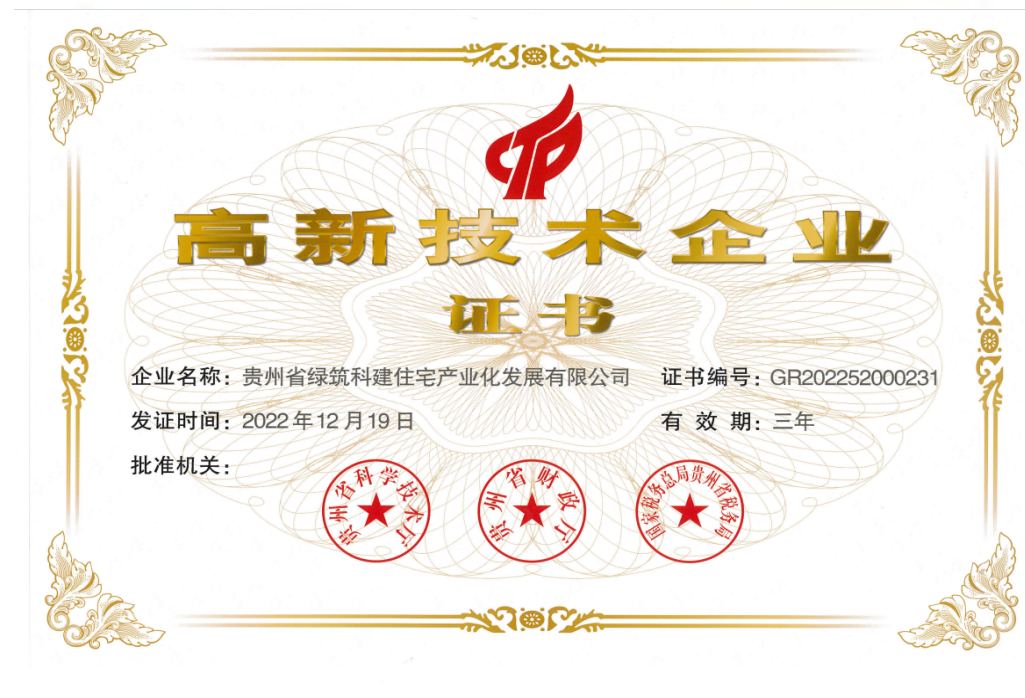 高新技术企业
证书
企业名称：贵州省绿筑科建住宅产业化发展有限公司 证书编号：GR202252000231
发证时间：2022年12月19日 有效期：三年
批准机关：
贵州省科学技术厅 贵州省财政厅 国家税务总局贵州省税务局